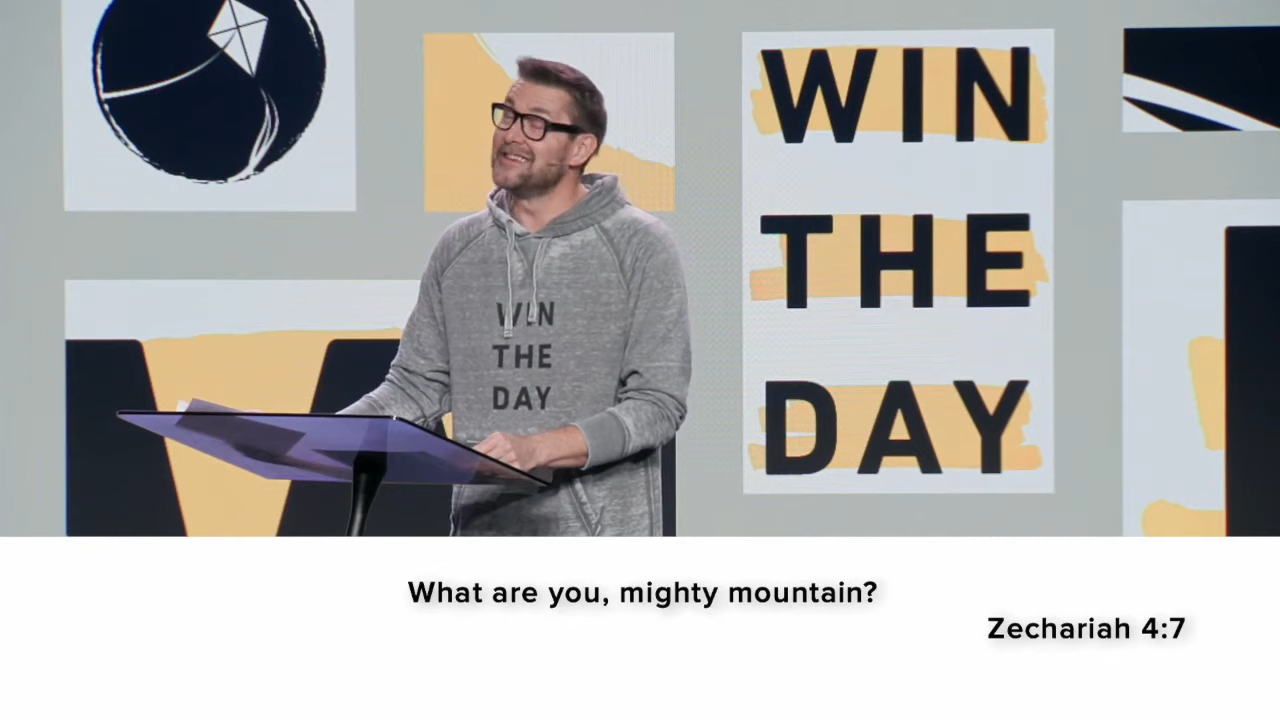 WIN
THE
DAY
WIN
THE
DAY
What are you, mighty mountain?
Zechariah 4:7